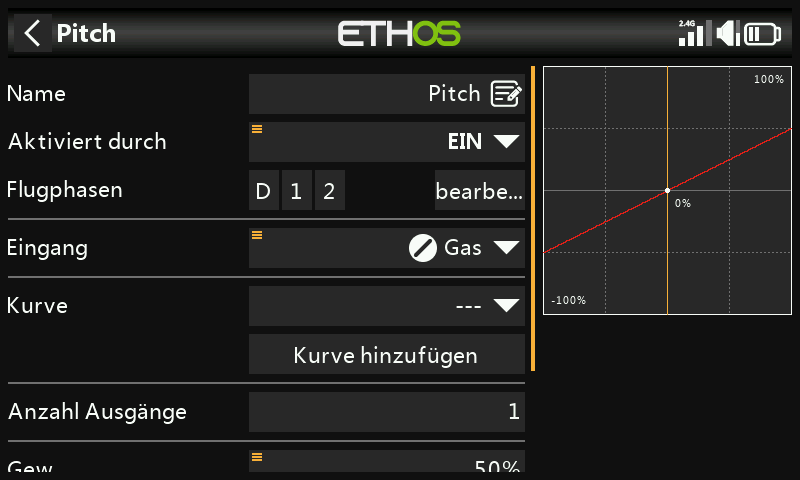 Pitch
ETHOS
2.4G
Name
Pitch
Aktiviert durch
EIN
Flugphasen
D 1 2
bearbe...
Eingang
Gas
Kurve
---
Kurve hinzufügen
Anzahl Ausgänge
1
Gew
50%
100%
0%
-100%